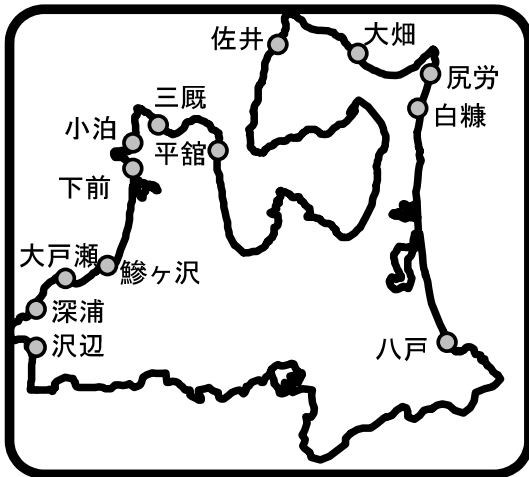 佐井
大畑
尻労
白糠
三厩
小泊
平舘
下前
大戸瀬
鰺ヶ沢
深浦
沢辺
八戸